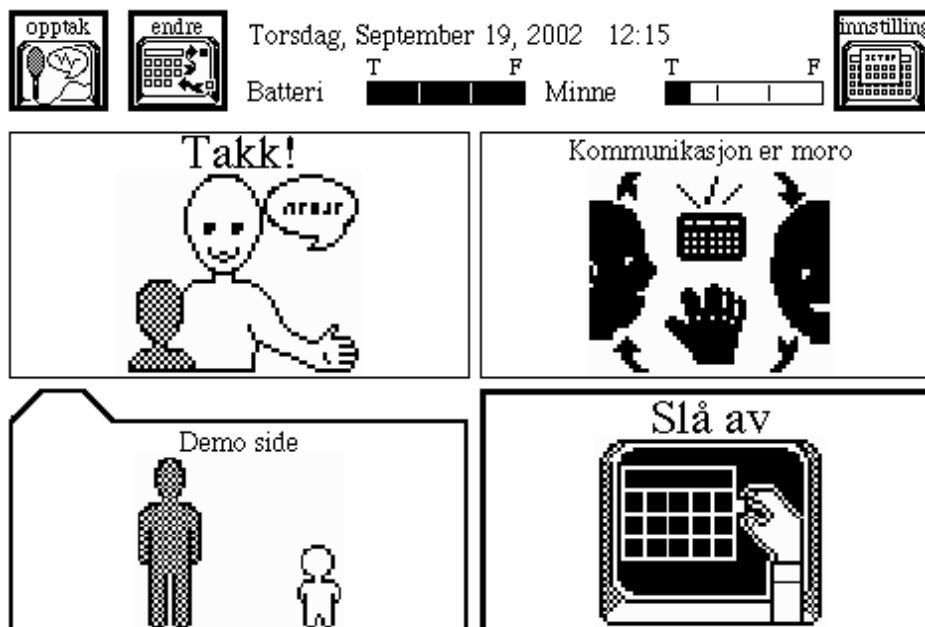 opptak
endre
Torsdag, September 19, 2002 12:15
innstilling
T F
T F
Batteri
Minne
SETUP
Takk!
Kommunikasjon er moro
Demo side
Slå av